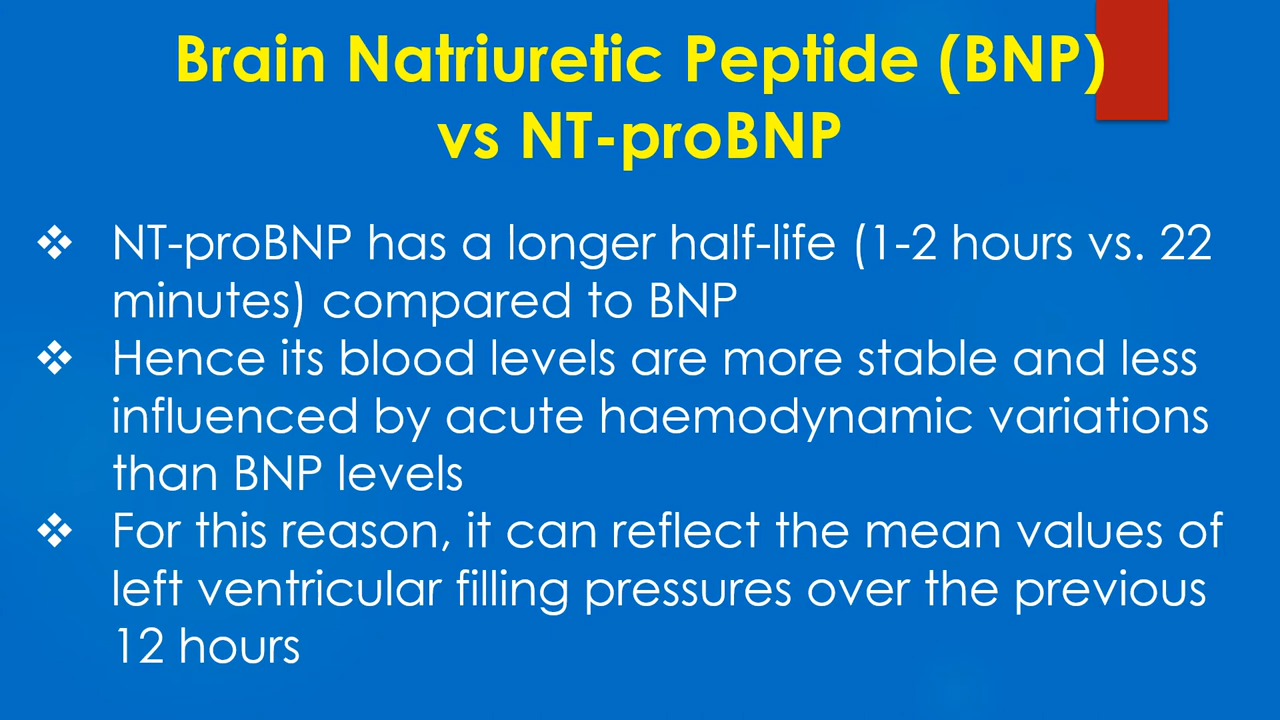 Brain Natriuretic Peptide (BNP)
vs NT-proBNP
❖ NT-proBNP has a longer half-life (1-2 hours vs. 22
minutes) compared to BNP
❖ Hence its blood levels are more stable and less
influenced by acute haemodynamic variations
than BNP levels
❖ For this reason, it can reflect the mean values of
left ventricular filling pressures over the previous
12 hours